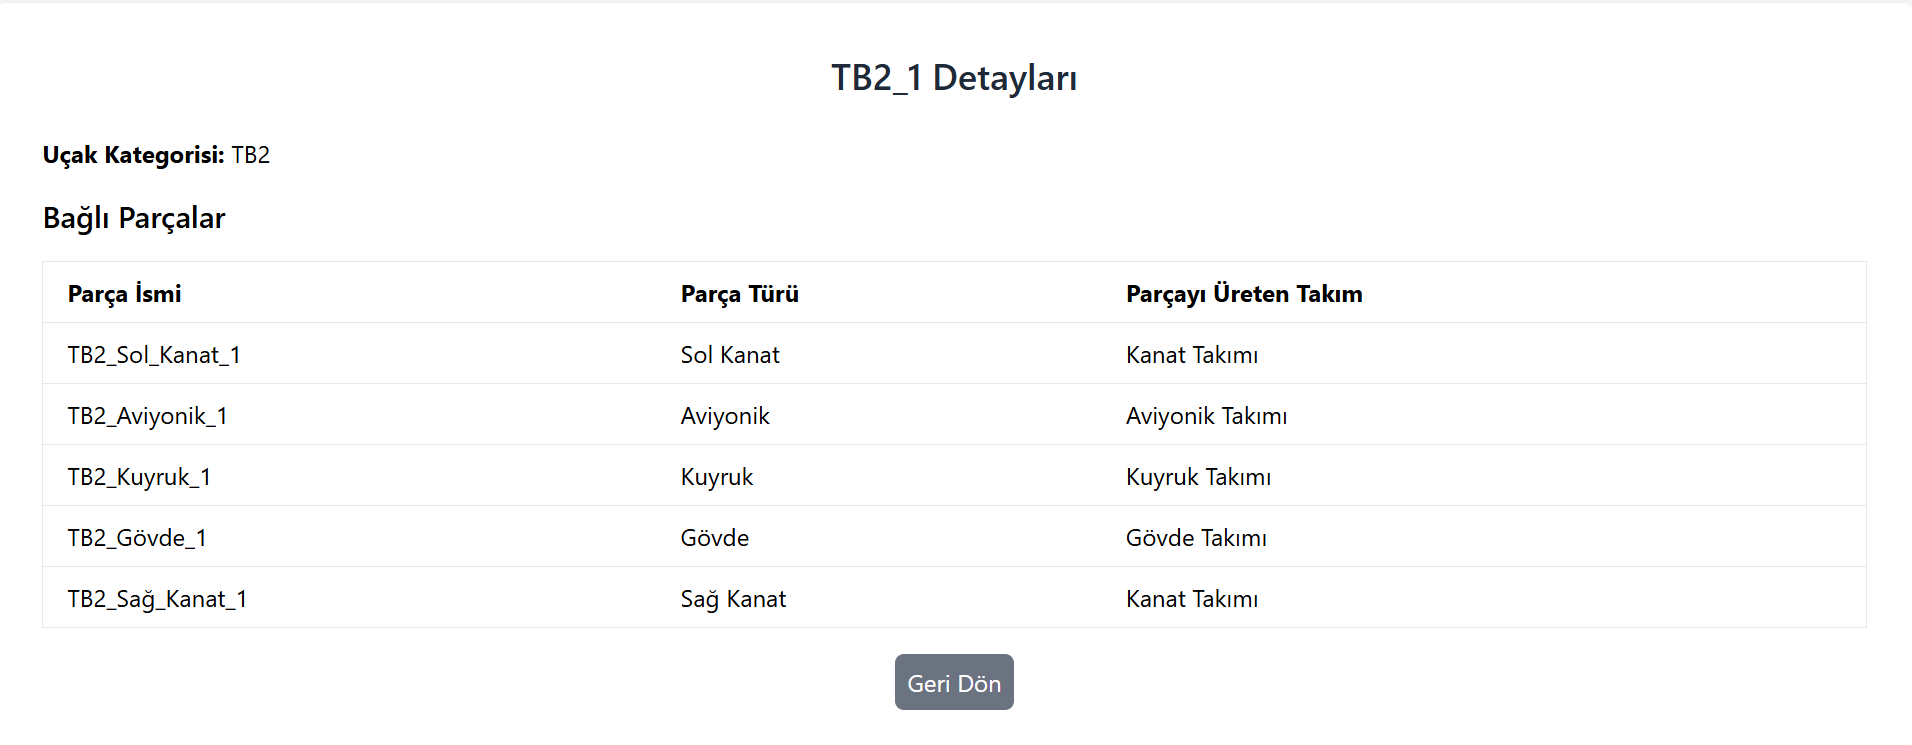 TB2_1 Detayları
Uçak Kategorisi: TB2
Bağlı Parçalar
Parça İsmi Parça Türü Parçayı Üreten Takım
TB2_Sol_Kanat_1 Sol Kanat Kanat Takımı
TB2_Aviyonik_1 Aviyonik Aviyonik Takımı
TB2_Kuyruk_1 Kuyruk Kuyruk Takımı
TB2_Gövde_1 Gövde Gövde Takımı
TB2_Sağ_Kanat_1 Sağ Kanat Kanat Takımı
Geri Dön